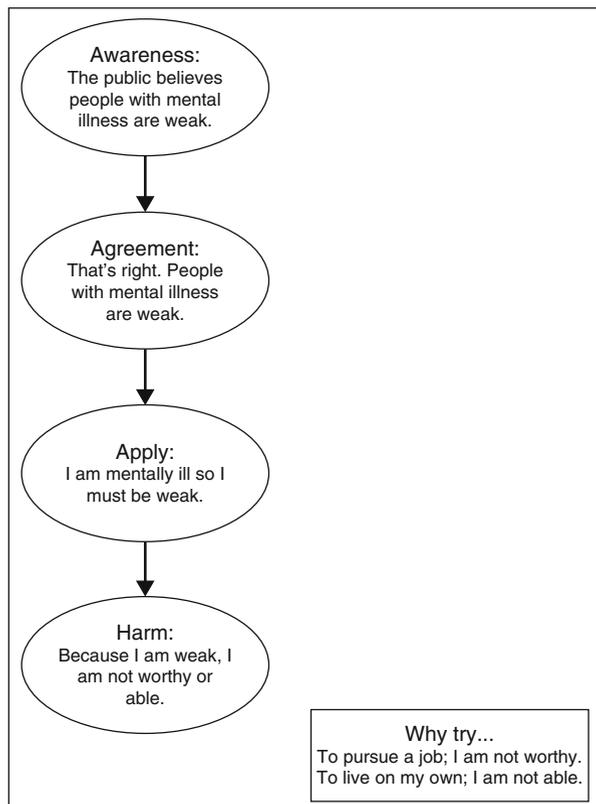 Awareness:
The public believes
people with mental
illness are weak.
Agreement:
That's right. People
with mental illness
are weak.
Apply:
I am mentally ill so I
must be weak.
Harm:
Because I am weak, I
am not worthy or
able.
Why try...
To pursue a job; I am not worthy.
To live on my own; I am not able.